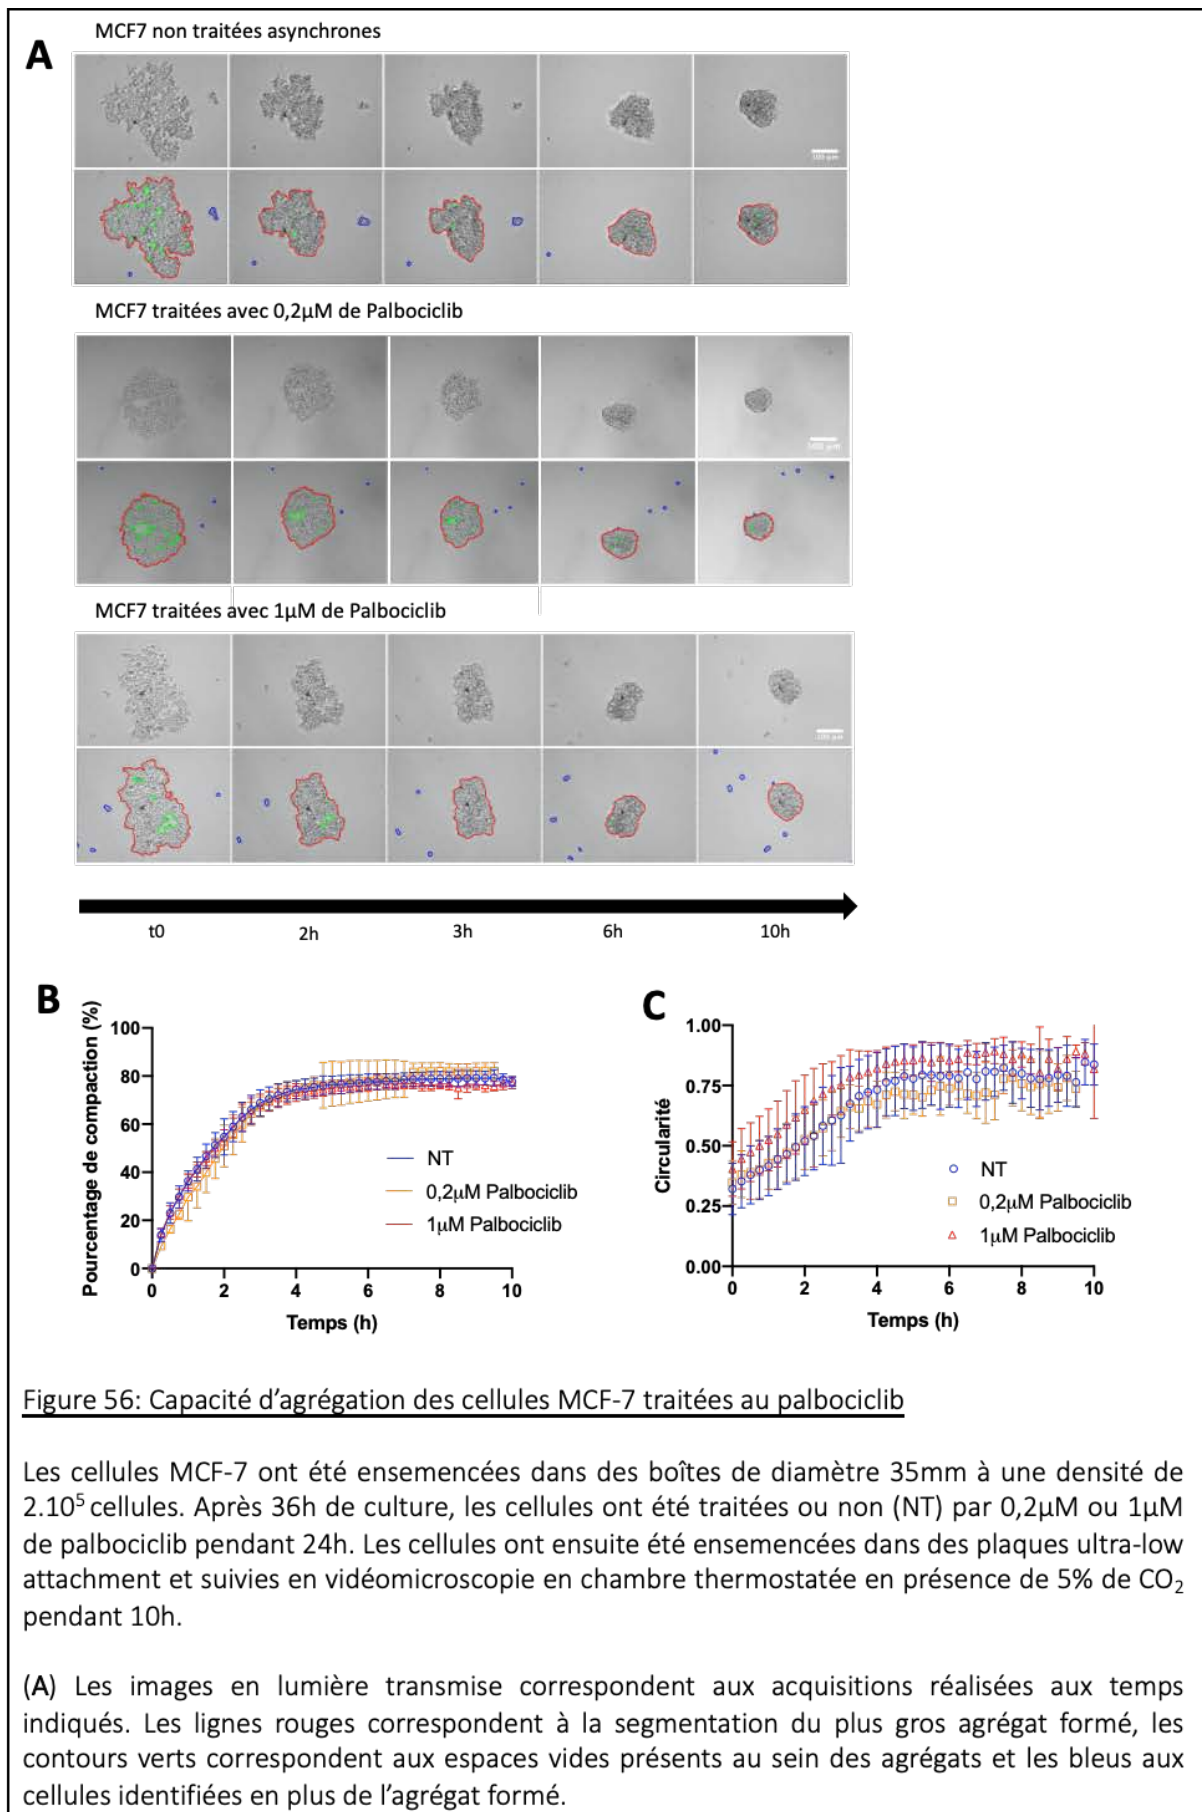 MCF7 non traitées asynchrones
A
100 µm
MCF7 traitées avec 0,2µM de Palbociclib
100 µm
MCF7 traitées avec 1µM de Palbociclib
100 µm
t0 2h 3h 6h 10h
B
Pourcentage de compaction (%)
100
80
60
40
20
0
0 2 4 6 8 10
Temps (h)
NT
0,2µM Palbociclib
1µM Palbociclib
C
Circularité
1.00
0.75
0.50
0.25
0.00
0 2 4 6 8 10
Temps (h)
NT
0,2µM Palbociclib
1µM Palbociclib
Figure 56: Capacité d’agrégation des cellules MCF-7 traitées au palbociclib
Les cellules MCF-7 ont été ensemencées dans des boîtes de diamètre 35mm à une densité de
2.10⁵ cellules. Après 36h de culture, les cellules ont été traitées ou non (NT) par 0,2µM ou 1µM
de palbociclib pendant 24h. Les cellules ont ensuite été ensemencées dans des plaques ultra-low
attachment et suivies en vidéomicroscopie en chambre thermostatée en présence de 5% de CO₂
pendant 10h.
(A) Les images en lumière transmise correspondent aux acquisitions réalisées aux temps
indiqués. Les lignes rouges correspondent à la segmentation du plus gros agrégat formé, les
contours verts correspondent aux espaces vides présents au sein des agrégats et les bleus aux
cellules identifiées en plus de l’agrégat formé.